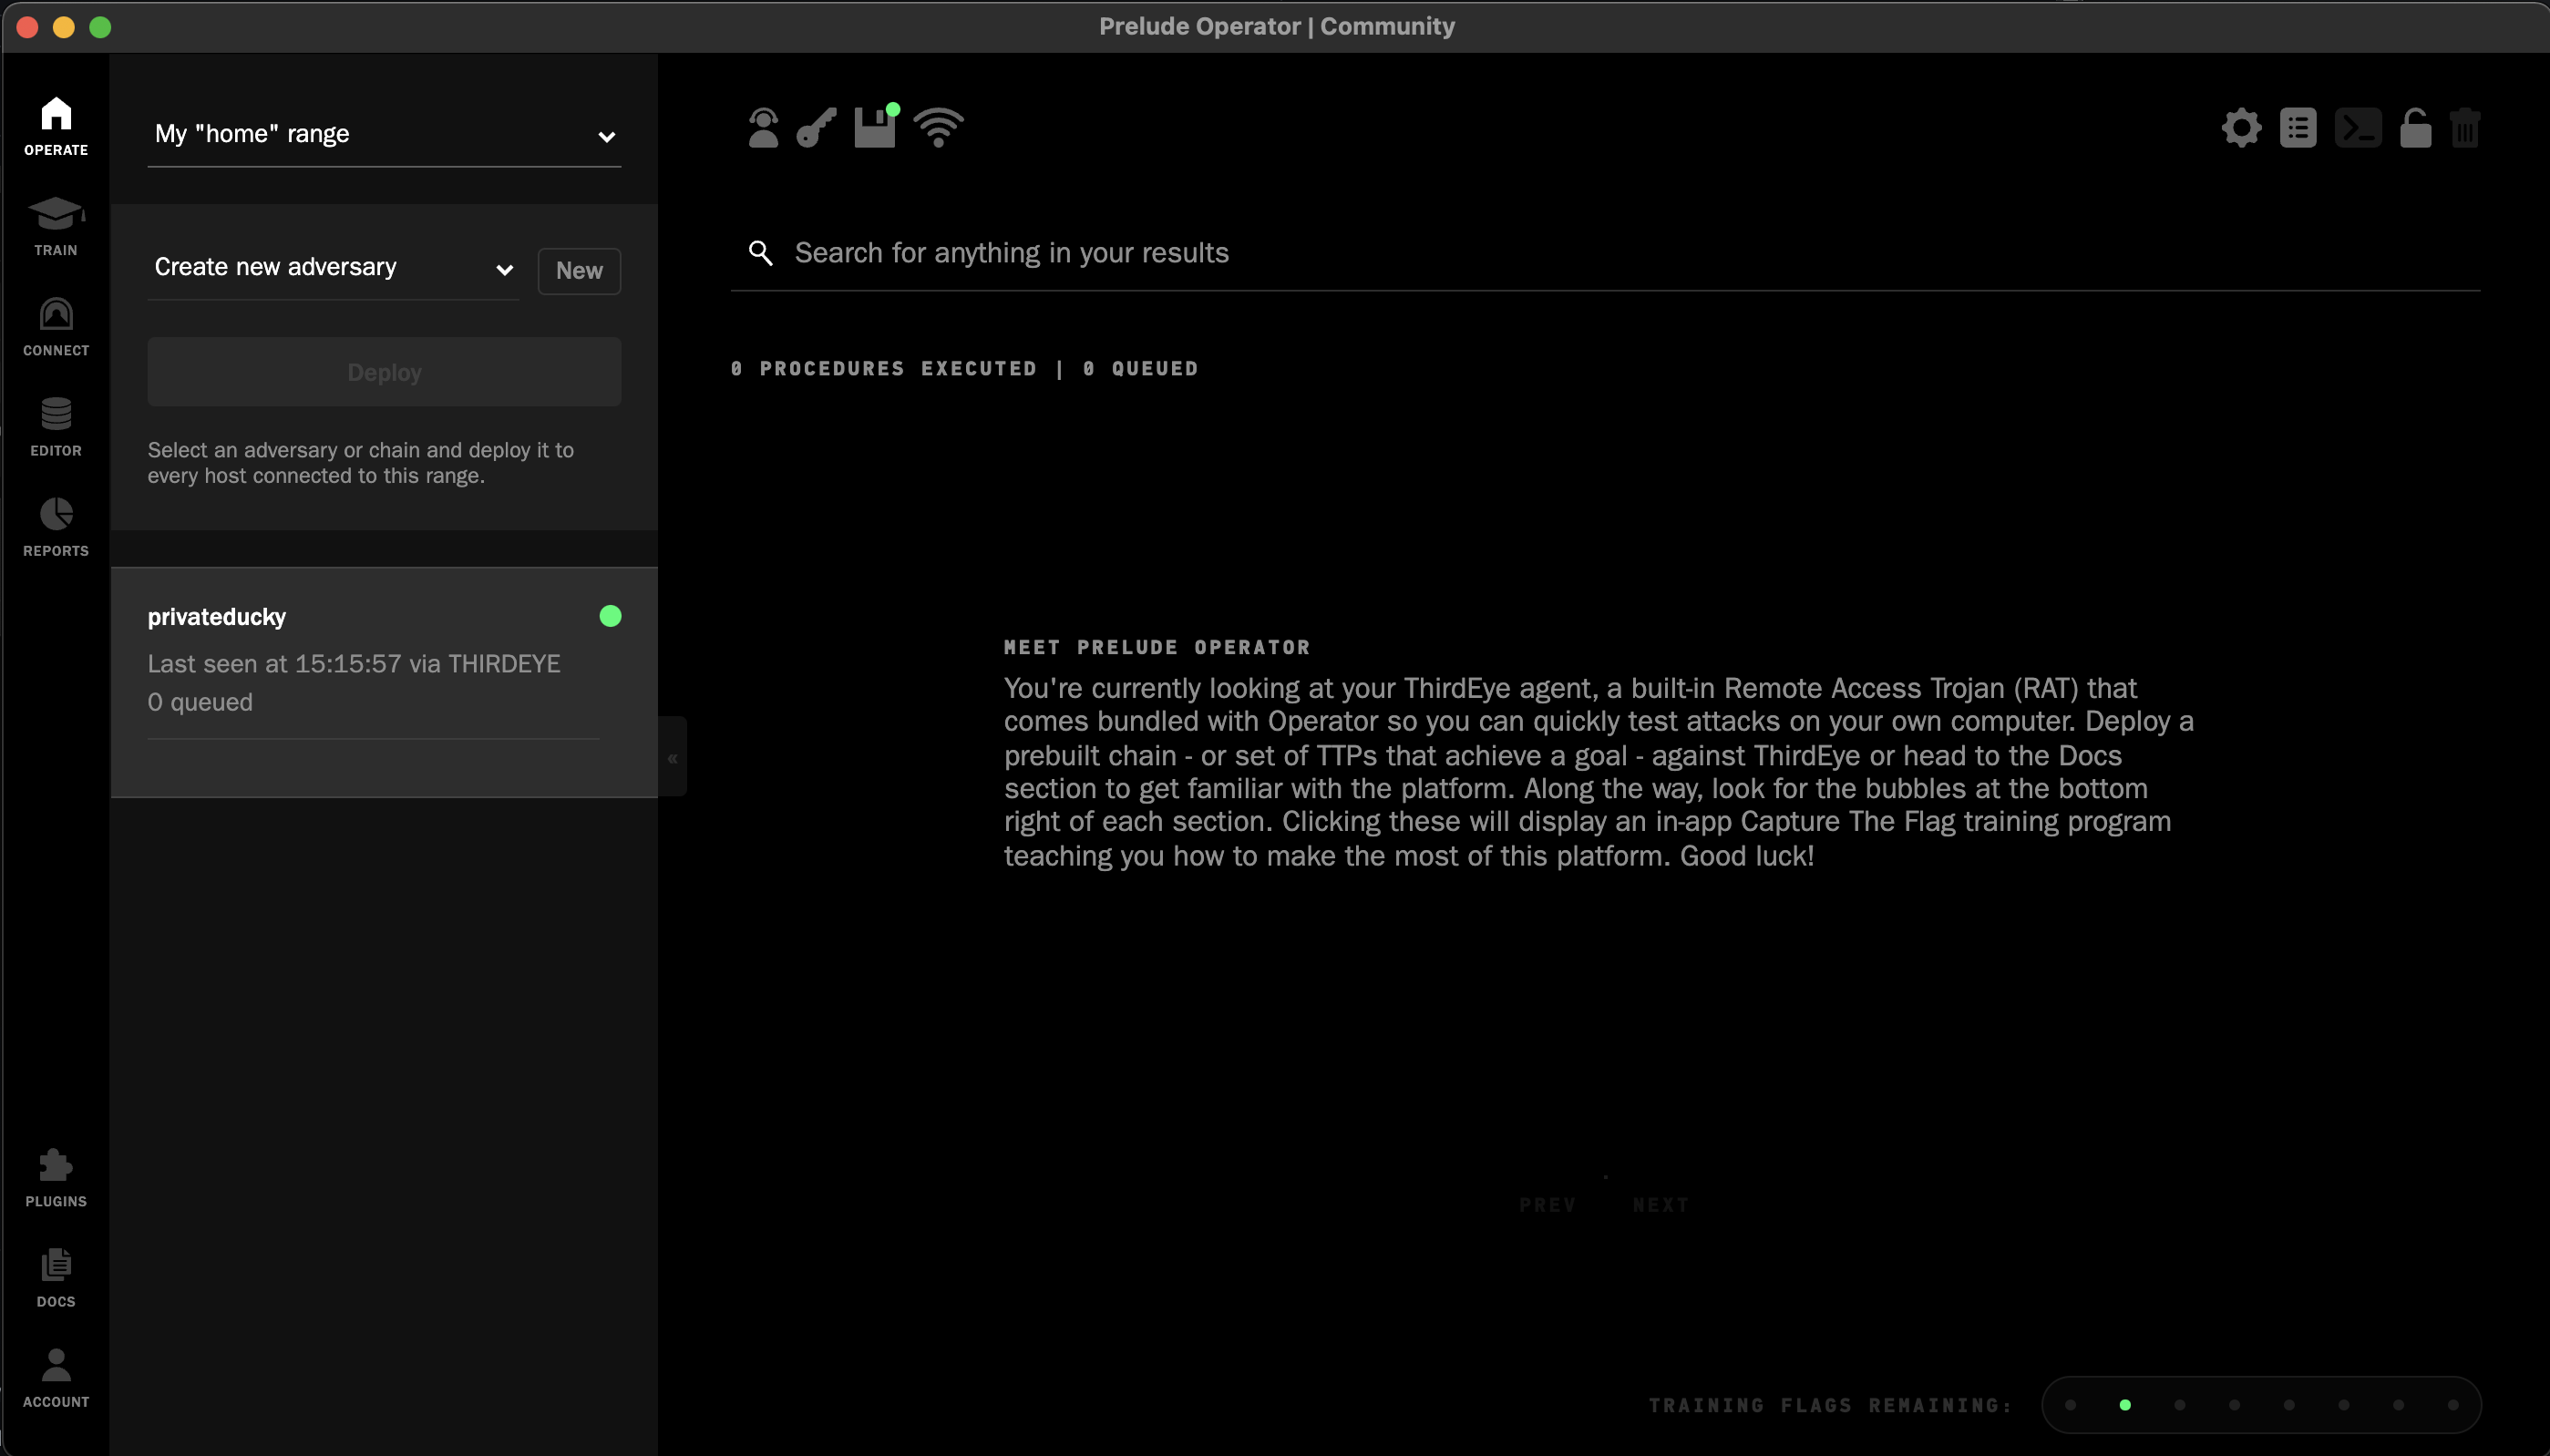 Prelude Operator | Community
OPERATE
TRAIN
CONNECT
EDITOR
REPORTS
PLUGINS
DOCS
ACCOUNT
My "home" range
Create new adversary
New
Deploy
Select an adversary or chain and deploy it to
every host connected to this range.
privateducky
Last seen at 15:15:57 via THIRDEYE
0 queued
«
Search for anything in your results
0 PROCEDURES EXECUTED | 0 QUEUED
MEET PRELUDE OPERATOR
You're currently looking at your ThirdEye agent, a built-in Remote Access Trojan (RAT) that
comes bundled with Operator so you can quickly test attacks on your own computer. Deploy a
prebuilt chain - or set of TTPs that achieve a goal - against ThirdEye or head to the Docs
section to get familiar with the platform. Along the way, look for the bubbles at the bottom
right of each section. Clicking these will display an in-app Capture The Flag training program
teaching you how to make the most of this platform. Good luck!
PREV NEXT
TRAINING FLAGS REMAINING: